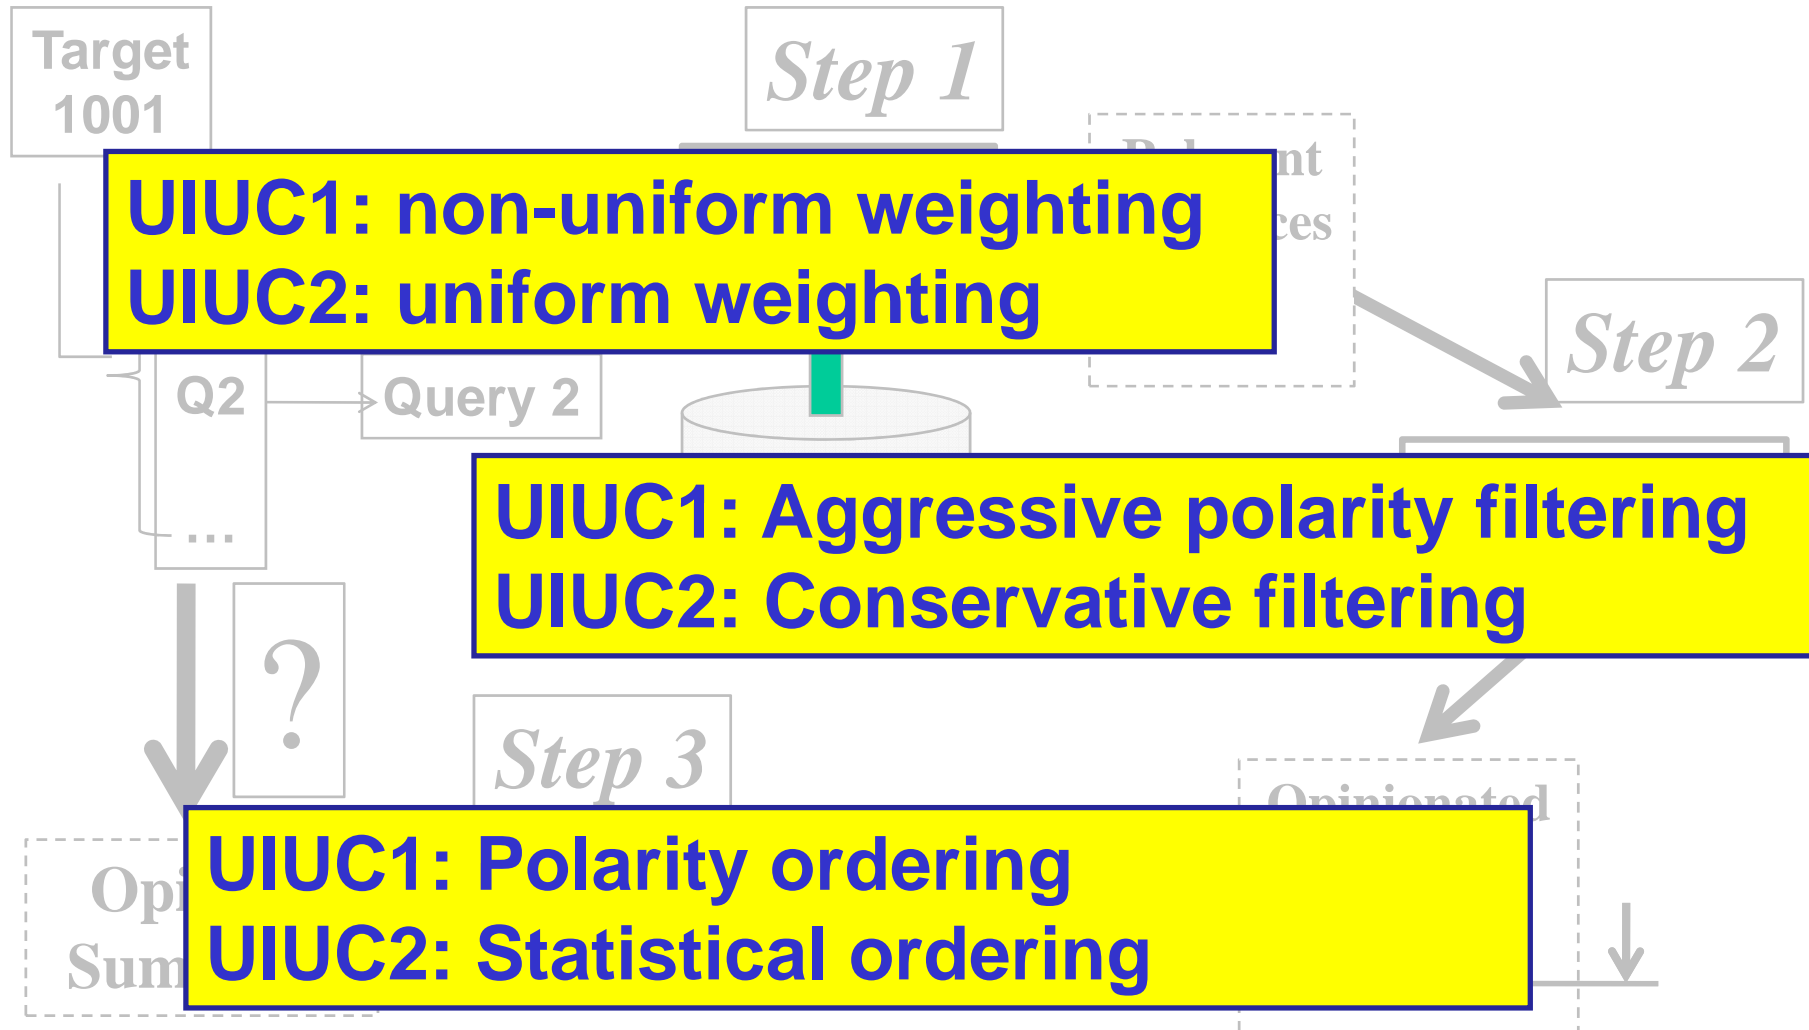 Target
1001
Step 1
UIUC1: non-uniform weighting
UIUC2: uniform weighting
Step 2
Q2
Query 2
...
UIUC1: Aggressive polarity filtering
UIUC2: Conservative filtering
?
Step 3
Opinionated
UIUC1: Polarity ordering
UIUC2: Statistical ordering